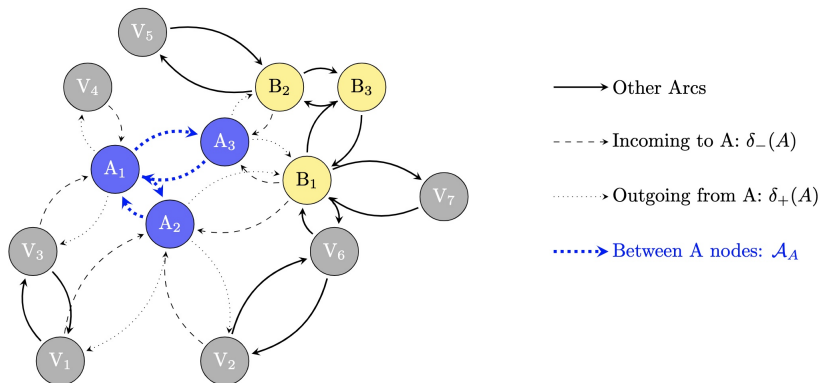 V₅
V₄
B₂
B₃
Other Arcs
A₃
Incoming to A: δ₋(A)
A₁
B₁
V₇
Outgoing from A: δ₊(A)
A₂
V₃
V₆
Between A nodes: 𝒜_A
V₁
V₂